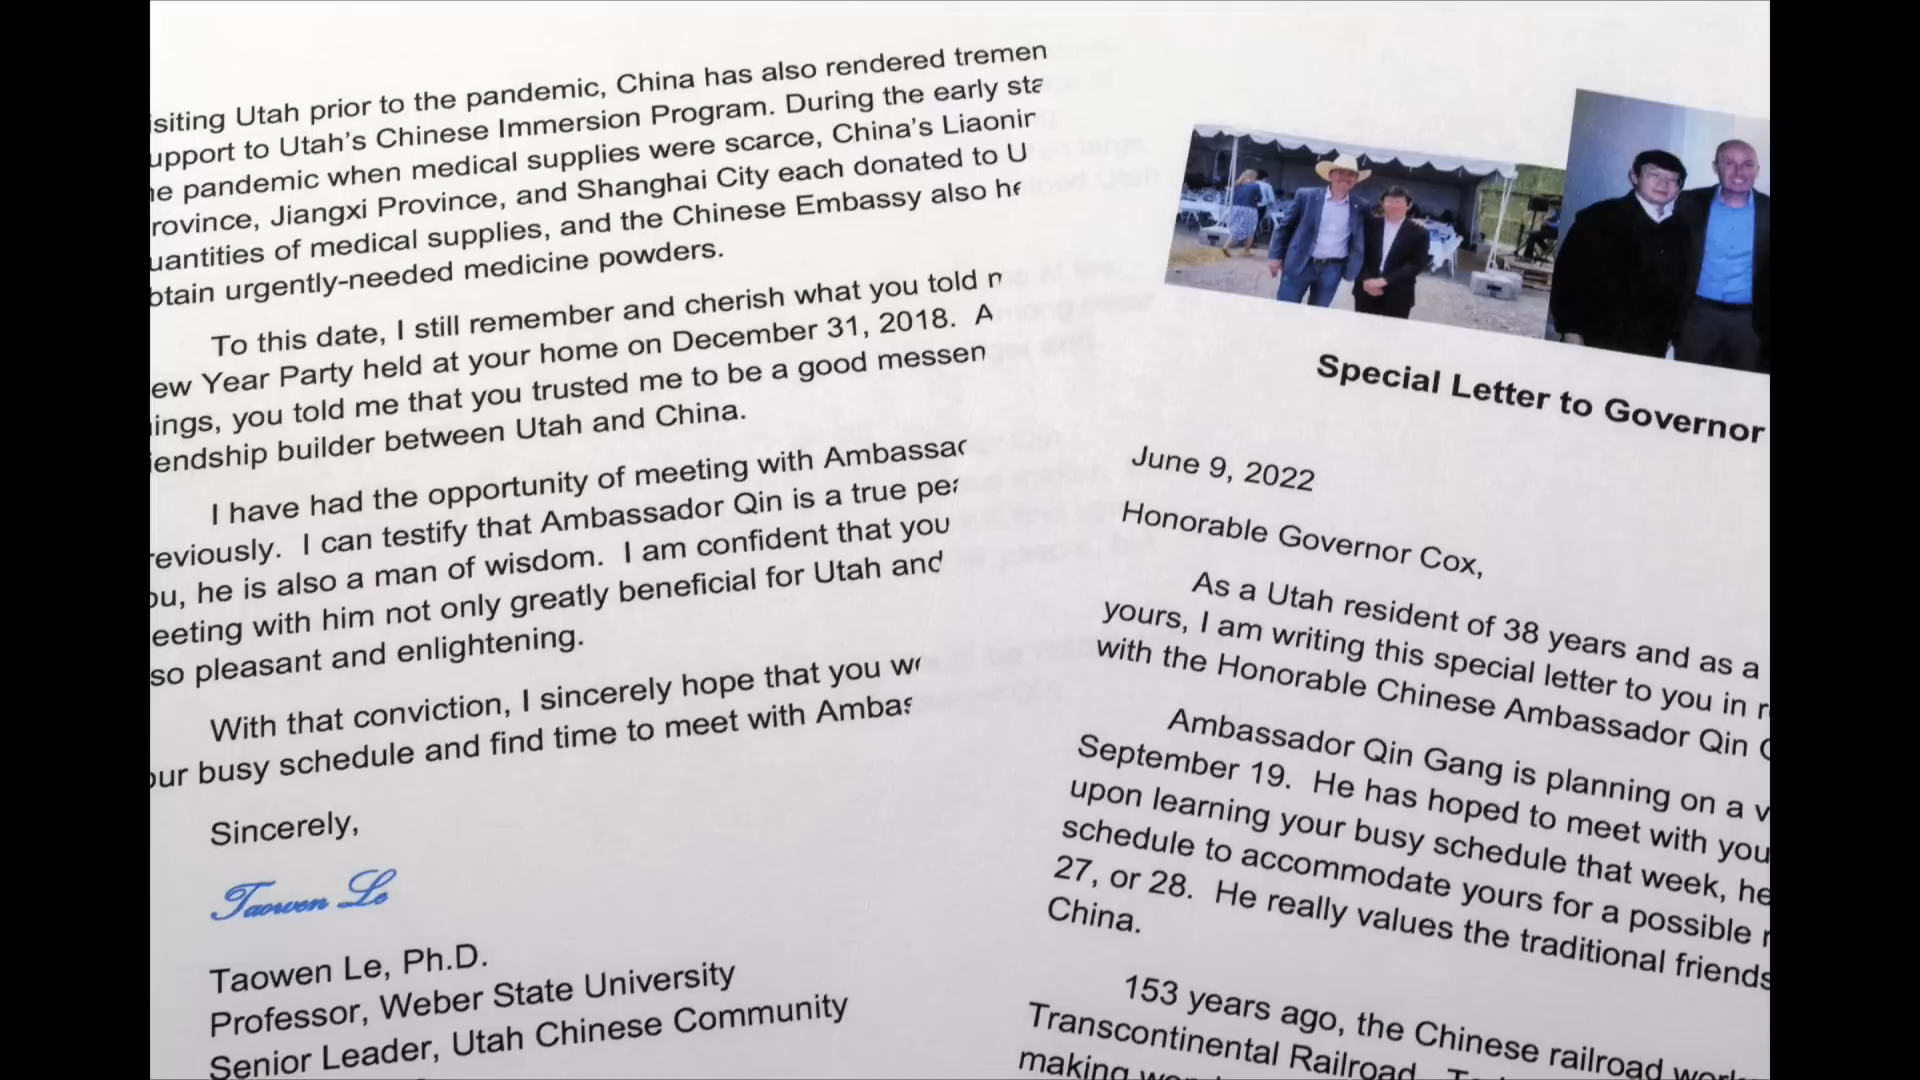 siting Utah prior to the pandemic, China has also rendered tremen
upport to Utah's Chinese Immersion Program. During the early sta
e pandemic when medical supplies were scarce, China's Liaonin
rovince, Jiangxi Province, and Shanghai City each donated to U
uantities of medical supplies, and the Chinese Embassy also he
btain urgently-needed medicine powders.
To this date, I still remember and cherish what you told m
ew Year Party held at your home on December 31, 2018. A
ings, you told me that you trusted me to be a good messen
iendship builder between Utah and China.
I have had the opportunity of meeting with Ambassad
reviously. I can testify that Ambassador Qin is a true pea
ou, he is also a man of wisdom. I am confident that you
eeting with him not only greatly beneficial for Utah and
so pleasant and enlightening.
With that conviction, I sincerely hope that you wo
our busy schedule and find time to meet with Ambas
Sincerely,
Taowen Le
Taowen Le, Ph.D.
Professor, Weber State University
Senior Leader, Utah Chinese Community
Special Letter to Governor
June 9, 2022
Honorable Governor Cox,
As a Utah resident of 38 years and as a
yours, I am writing this special letter to you in r
with the Honorable Chinese Ambassador Qin G
Ambassador Qin Gang is planning on a v
September 19. He has hoped to meet with you
upon learning your busy schedule that week, he
schedule to accommodate yours for a possible
27, or 28. He really values the traditional friends
China.
153 years ago, the Chinese railroad work
Transcontinental Railroad.
making